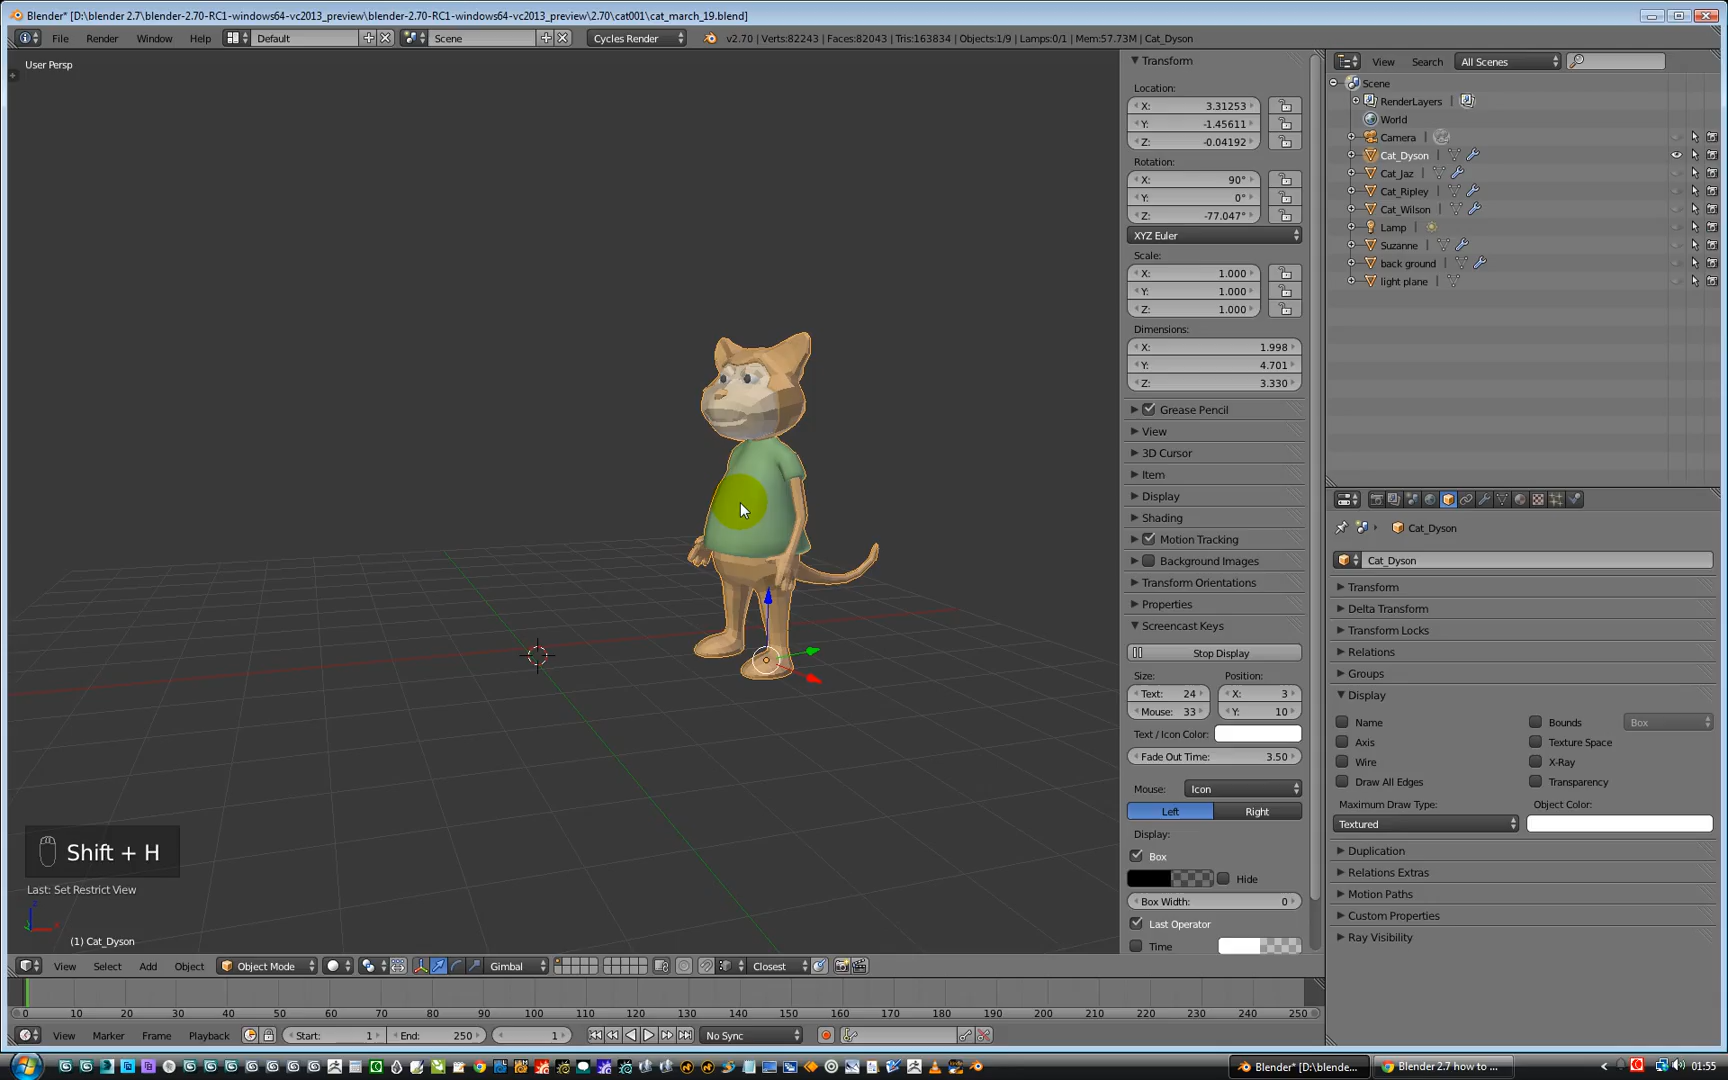 Blender* [D:\blender 2.7\blender-2.70-RC1-windows64-vc2013_preview\blender-2.70-RC1-windows64-vc2013_preview\2.70\cat001\cat_march_19.blend]
File Render Window Help Default Scene Cycles Render v2.70 | Verts:82243 | Faces:82043 | Tris:163834 | Objects:1/9 | Lamps:0/1 | Mem:57.73M | Cat_Dyson
User Persp
Shift + H
Last: Set Restrict View
(1) Cat_Dyson
Transform
Location:
X: 3.31253
Y: -1.45611
Z: -0.04192
Rotation:
X: 90°
Y: 0°
Z: -77.047°
XYZ Euler
Scale:
X: 1.000
Y: 1.000
Z: 1.000
Dimensions:
X: 1.998
Y: 4.701
Z: 3.330
Grease Pencil
View
3D Cursor
Item
Display
Shading
Motion Tracking
Background Images
Transform Orientations
Properties
Screencast Keys
Stop Display
Size: Position:
Text: 24 X: 3
Mouse: 33 Y: 10
Text / Icon Color:
Fade Out Time: 3.50
Mouse: Icon
Left Right
Display:
Box
Hide
Box Width: 0
Last Operator
Time
View Search All Scenes
Scene
RenderLayers
World
Camera
Cat_Dyson
Cat_Jaz
Cat_Ripley
Cat_Wilson
Lamp
Suzanne
back ground
light plane
Cat_Dyson
Cat_Dyson
Transform
Delta Transform
Transform Locks
Relations
Groups
Display
Name Bounds Box
Axis Texture Space
Wire X-Ray
Draw All Edges Transparency
Maximum Draw Type: Object Color:
Textured
Duplication
Relations Extras
Motion Paths
Custom Properties
Ray Visibility
View Select Add Object Object Mode Gimbal Closest
0 10 20 30 40 50 60 70 80 90 100 110 120 130 140 150 160 170 180 190 200 210 220 230 240 250
View Marker Frame Playback Start: 1 End: 250 1 No Sync
Blender* [D:\blende... Blender 2.7 how to ... 01:55